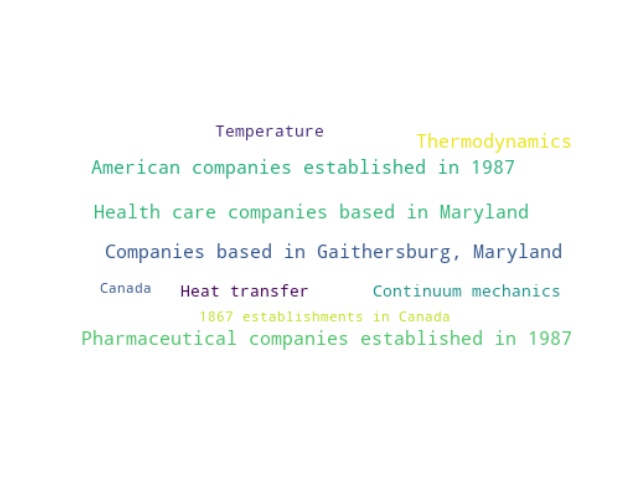 Temperature
Thermodynamics
American companies established in 1987
Health care companies based in Maryland
Companies based in Gaithersburg, Maryland
Canada
Heat transfer
Continuum mechanics
1867 establishments in Canada
Pharmaceutical companies established in 1987